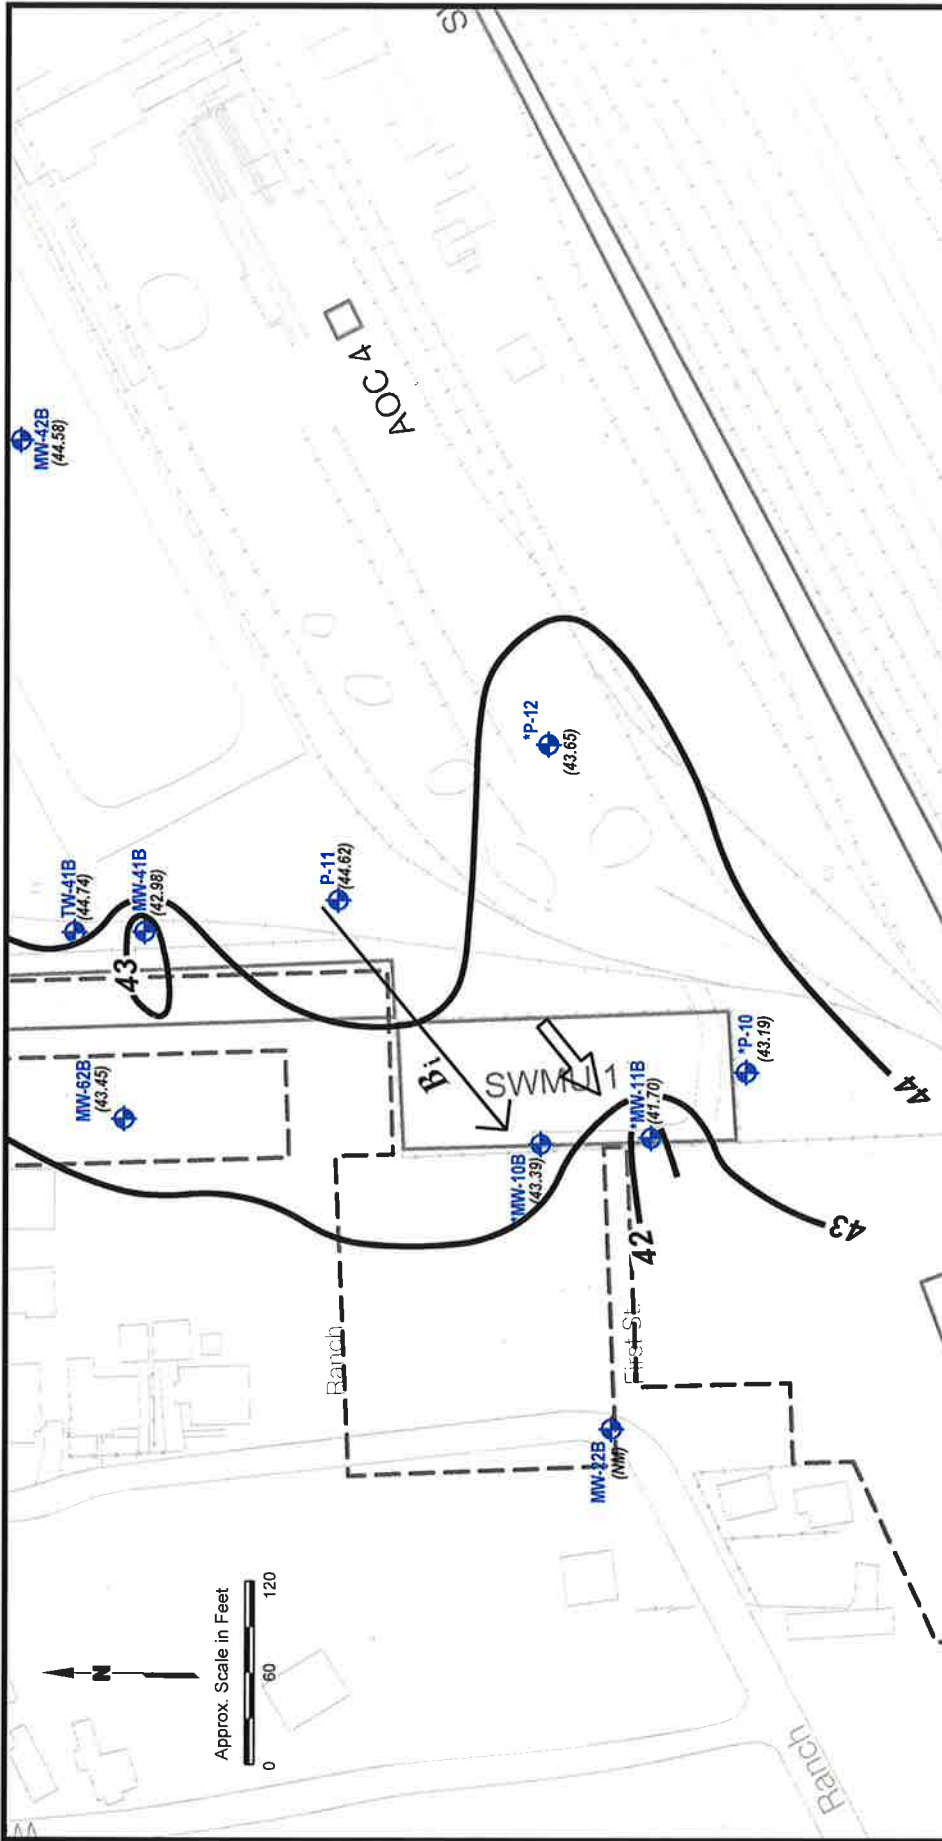 MW-42B
(44.58)
AOC 4
S
TW-41B
(44.74)
MW-41B
(42.98)
43
P-11
(44.62)
*P-12
(43.65)
MW-62B
(43.45)
Bi
SWMU 1
*MW-10B
(43.39)
*MW-11B
(41.70)
*P-10
(43.19)
44
43
42
Ranch
First St.
MW-22B
(NM)
N
Approx. Scale in Feet
0 60 120
Ranch